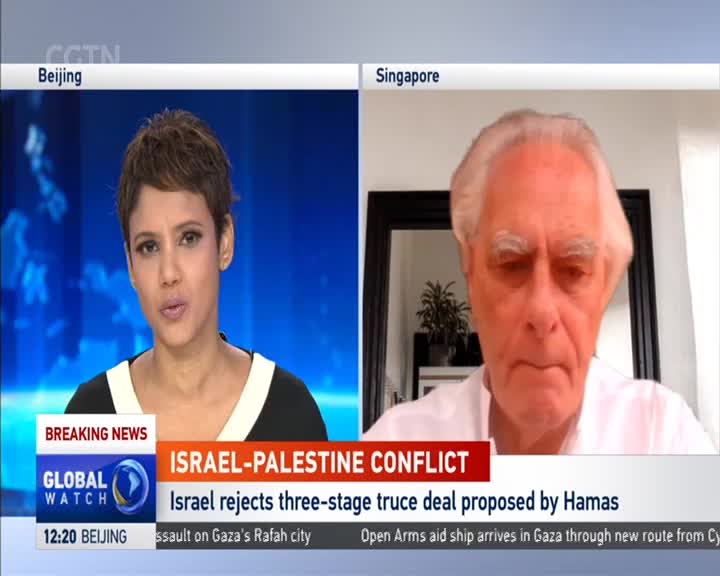 CGTN
Beijing
Singapore
BREAKING NEWS
ISRAEL-PALESTINE CONFLICT
GLOBAL WATCH
Israel rejects three-stage truce deal proposed by Hamas
12:20 BEIJING
ssault on Gaza's Rafah city
Open Arms aid ship arrives in Gaza through new route from Cy